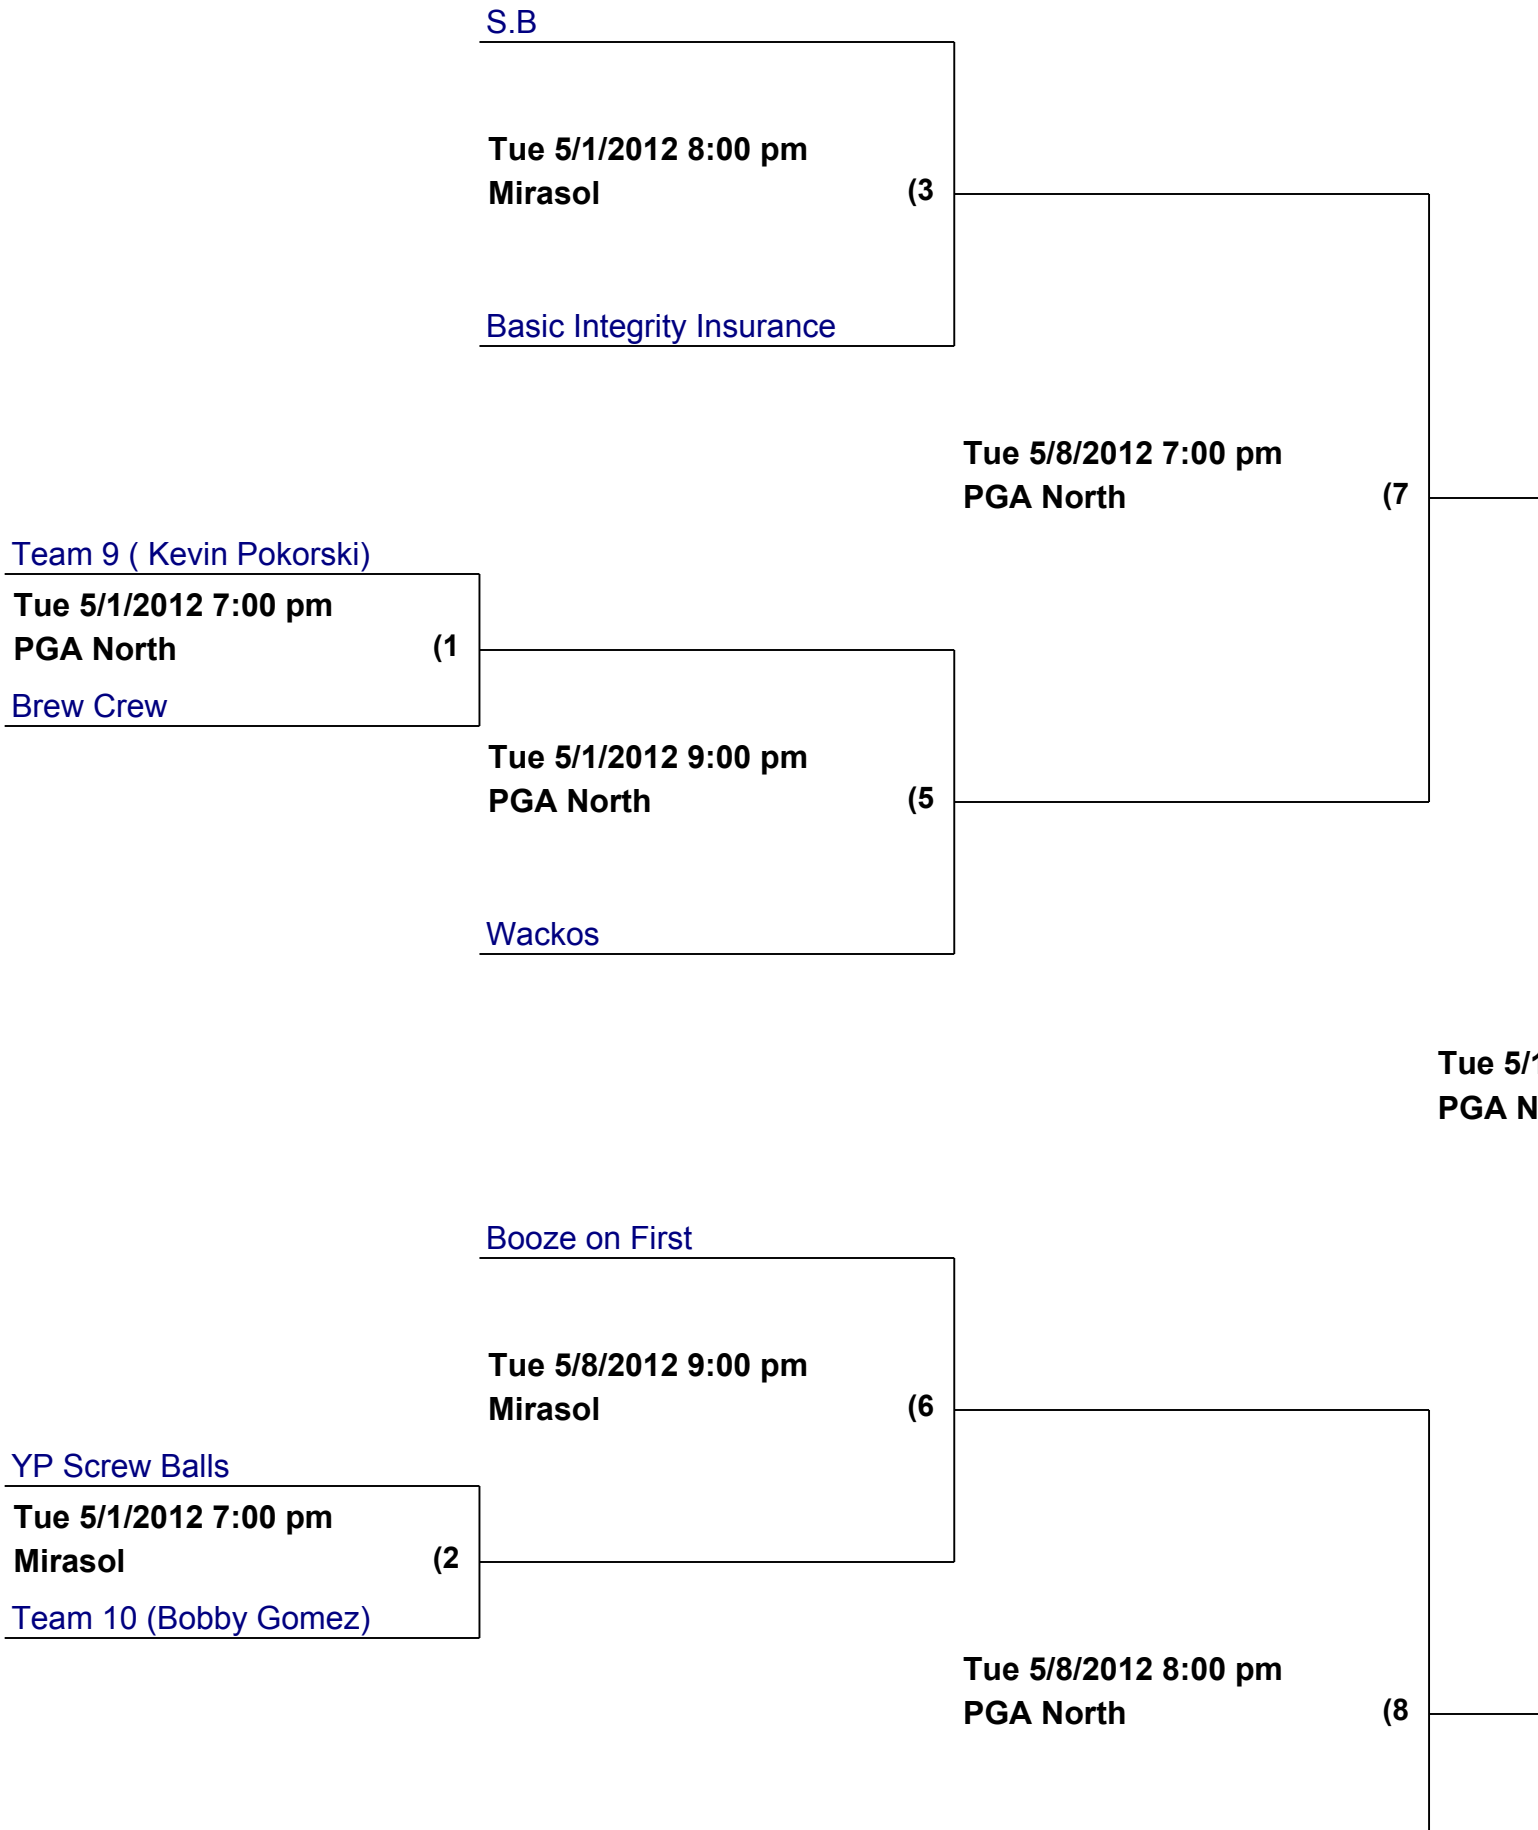 S.B
Tue 5/1/2012 8:00 pm
Mirasol (3
Basic Integrity Insurance
Tue 5/8/2012 7:00 pm
PGA North (7
Team 9 ( Kevin Pokorski)
Tue 5/1/2012 7:00 pm
PGA North (1
Brew Crew
Tue 5/1/2012 9:00 pm
PGA North (5
Wackos
Tue 5/1
PGA N
Booze on First
Tue 5/8/2012 9:00 pm
Mirasol (6
YP Screw Balls
Tue 5/1/2012 7:00 pm
Mirasol (2
Team 10 (Bobby Gomez)
Tue 5/8/2012 8:00 pm
PGA North (8